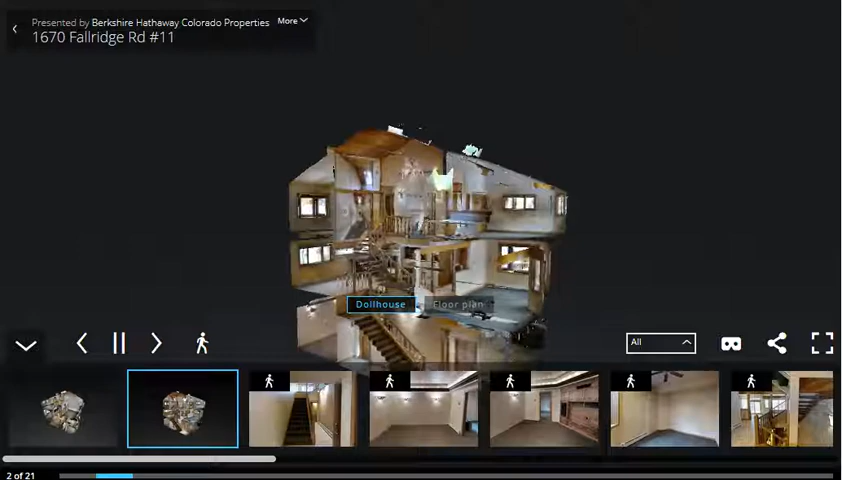 Presented by Berkshire Hathaway Colorado Properties More
1670 Fallridge Rd #11
Dollhouse Floor plan
All
2 of 21